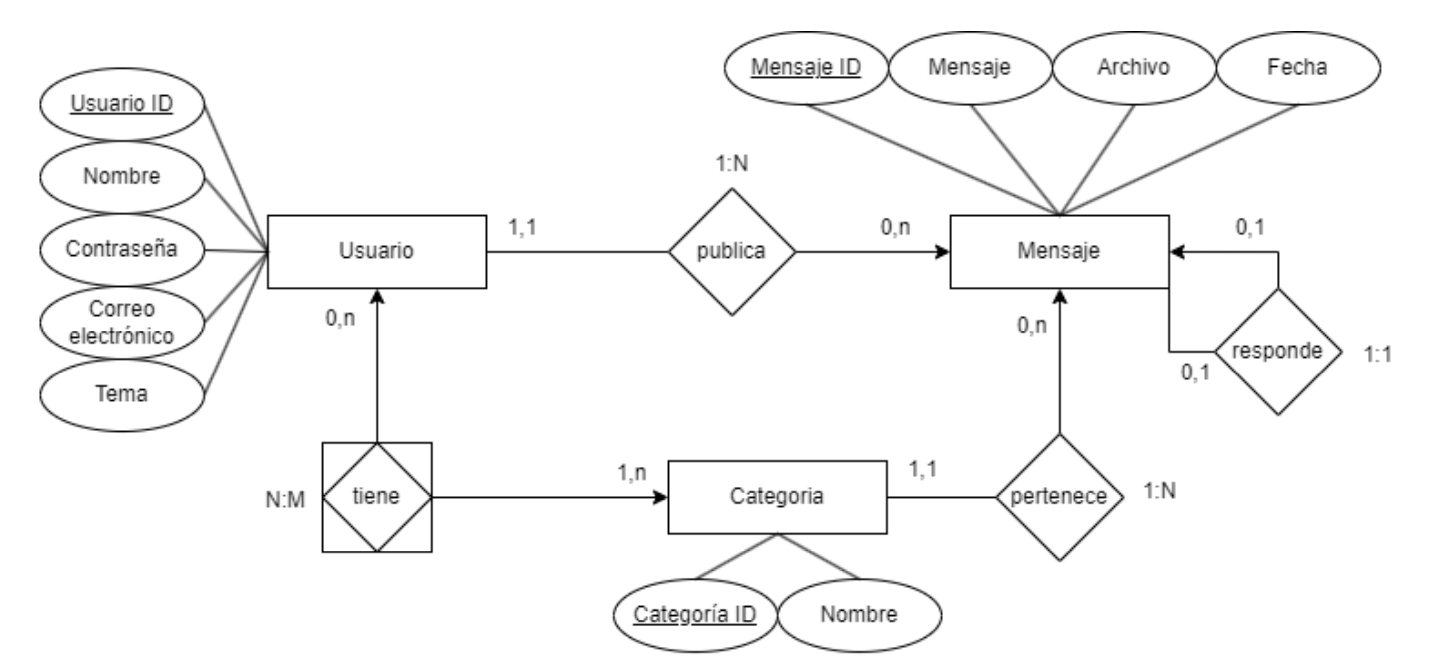 Mensaje ID
Mensaje
Archivo
Fecha
Usuario ID
Nombre
Contraseña
Correo
electrónico
Tema
1:N
Usuario
1,1
publica
0,n
Mensaje
0,1
responde
1:1
0,1
0,n
0,n
N:M
tiene
1,n
Categoria
1,1
pertenece
1:N
Categoría ID
Nombre